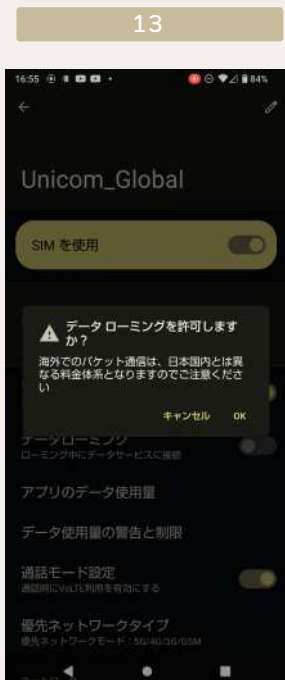 13
16:55
84%
Unicom_Global
SIM を使用
データ ローミングを許可します
か？
海外でのパケット通信は、日本国内とは異
なる料金体系となりますのでご注意くださ
い
キャンセル OK
データローミング
ローミング中にデータサービスに接続
アプリのデータ使用量
データ使用量の警告と制限
通話モード設定
通話時にVoLTE利用を有効にする
優先ネットワークタイプ
優先ネットワークモード：5G/4G/3G/GSM